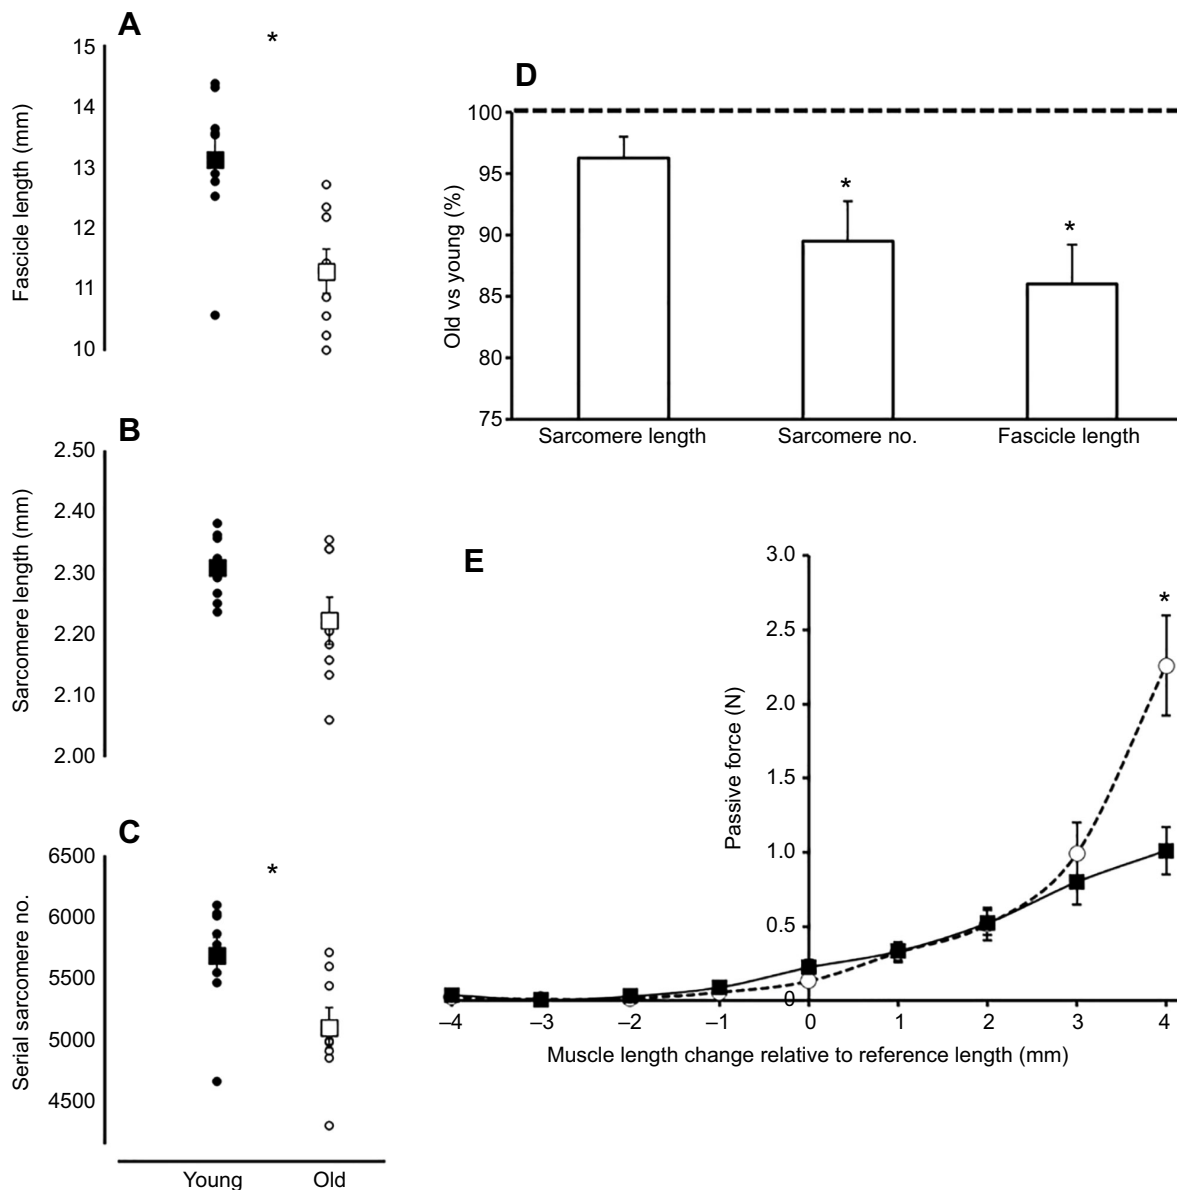 A
*
15
14
13
12
11
10
Fascicle length (mm)
B
2.50
2.40
2.30
2.20
2.10
2.00
Sarcomere length (mm)
C
*
6500
6000
5500
5000
4500
Serial sarcomere no.
Young Old
D
100
95
90
85
80
75
Old vs young (%)
*
*
Sarcomere length Sarcomere no. Fascicle length
E
3.0
2.5
2.0
1.5
1.0
0.5
0
Passive force (N)
*
–4 –3 –2 –1 0 1 2 3 4
Muscle length change relative to reference length (mm)